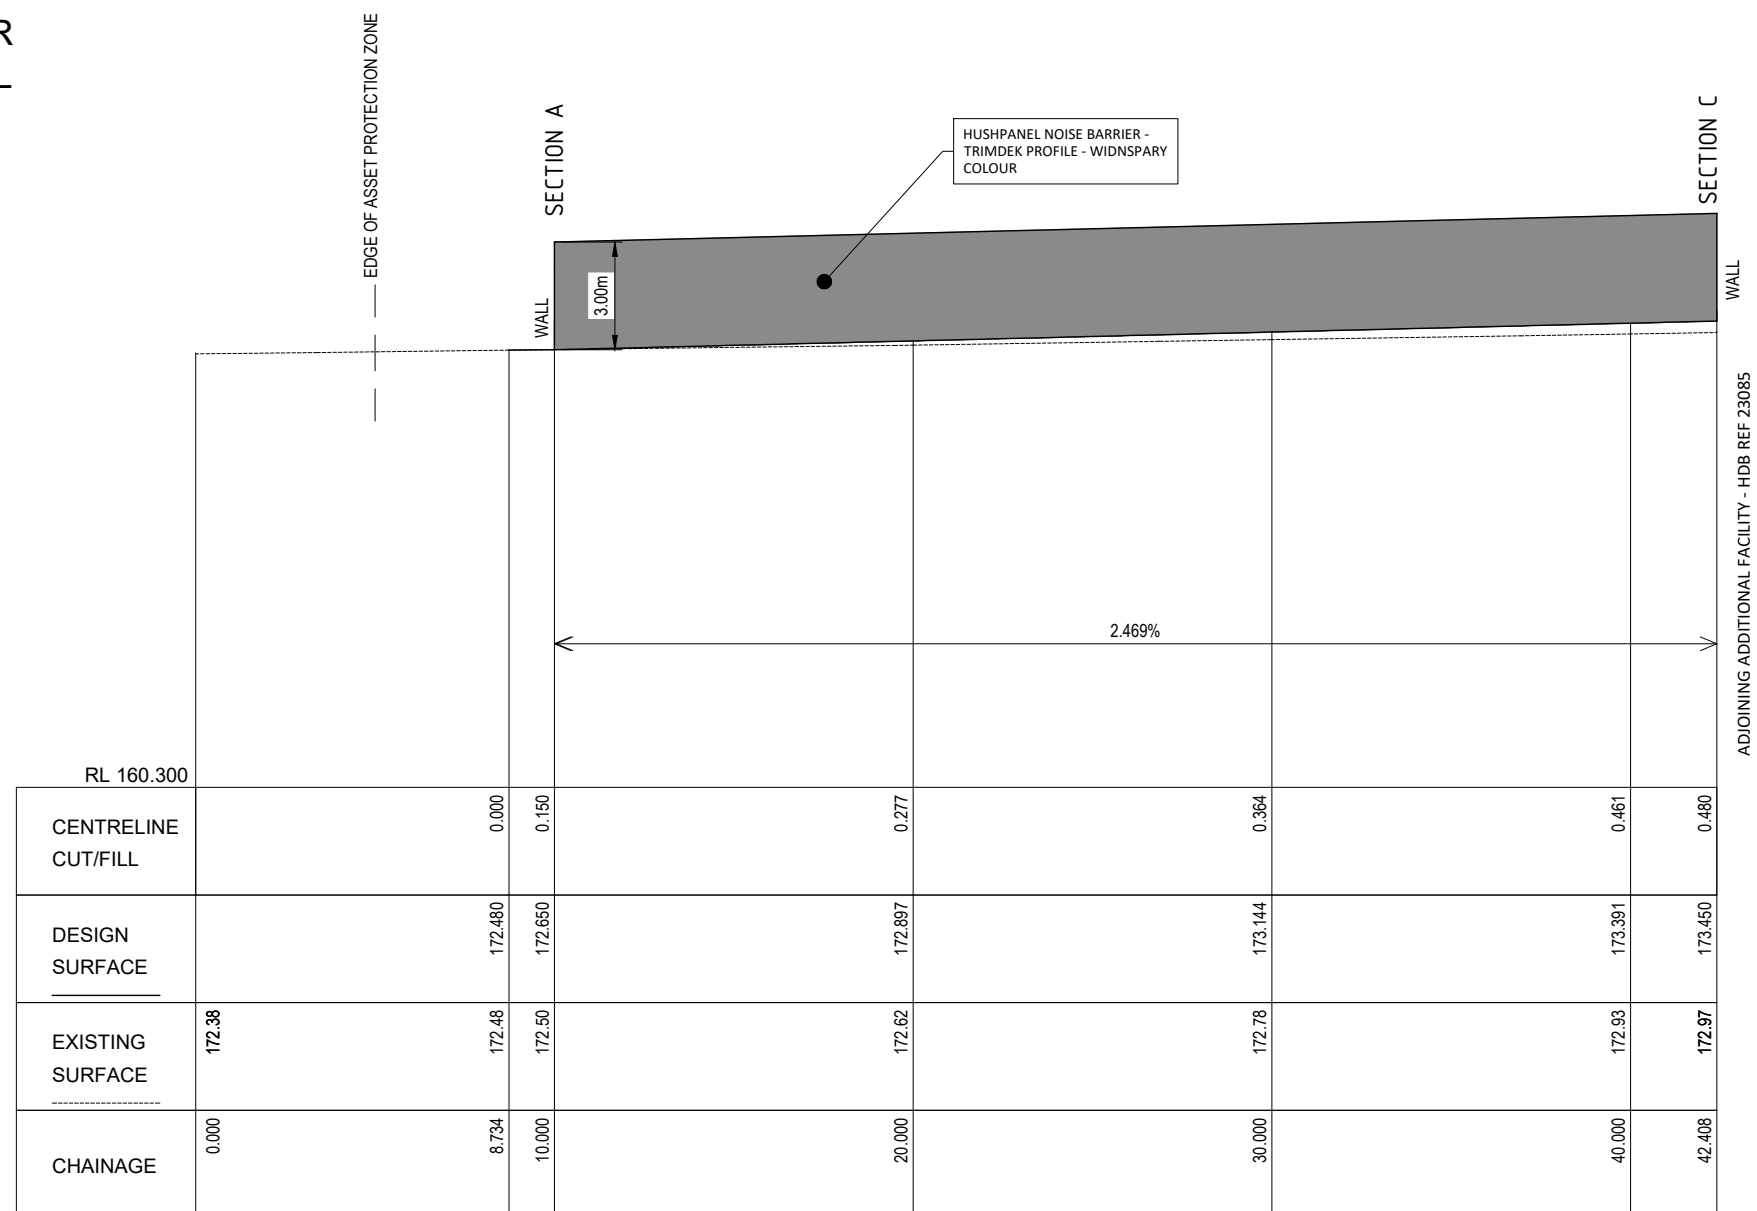 R
EDGE OF ASSET PROTECTION ZONE
SECTION A
SECTION C
HUSHPANEL NOISE BARRIER -
TRIMDEK PROFILE - WIDNSPARY
COLOUR
WALL
3.00m
WALL
ADJOINING ADDITIONAL FACILITY - HDB REF 23085
2.469%
RL 160.300
CENTRELINE
CUT/FILL
0.000
0.150
0.277
0.364
0.461
0.480
DESIGN
SURFACE
172.480
172.650
172.897
173.144
173.391
173.450
EXISTING
SURFACE
172.38
172.48
172.50
172.62
172.78
172.93
172.97
CHAINAGE
0.000
8.734
10.000
20.000
30.000
40.000
42.408